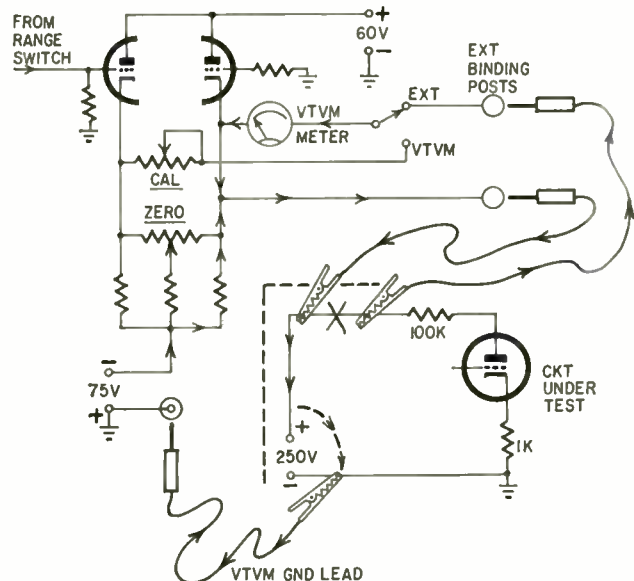 FROM
RANGE
SWITCH
+
60V
-
EXT
BINDING
POSTS
EXT
VTVM
METER
VTVM
CAL
ZERO
100K
CKT
UNDER
TEST
1K
-
75V
+
+
250V
-
VTVM GND LEAD